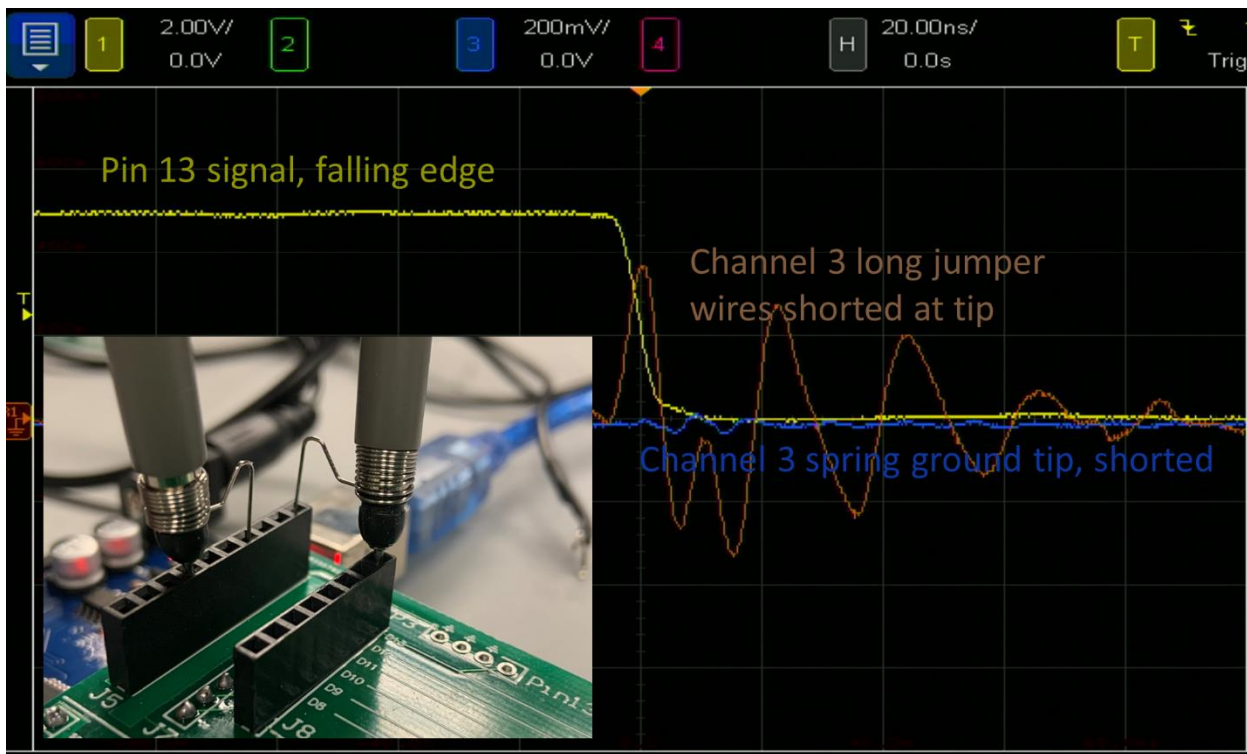 1
2.00V/
0.0V
2
3
200mV/
0.0V
4
H
20.00ns/
0.0s
T
Trig
Pin 13 signal, falling edge
T
Channel 3 long jumper
wires shorted at tip
Channel 3 spring ground tip, shorted
J5
J7
J8
D11
D10
D9
D8
Pin13